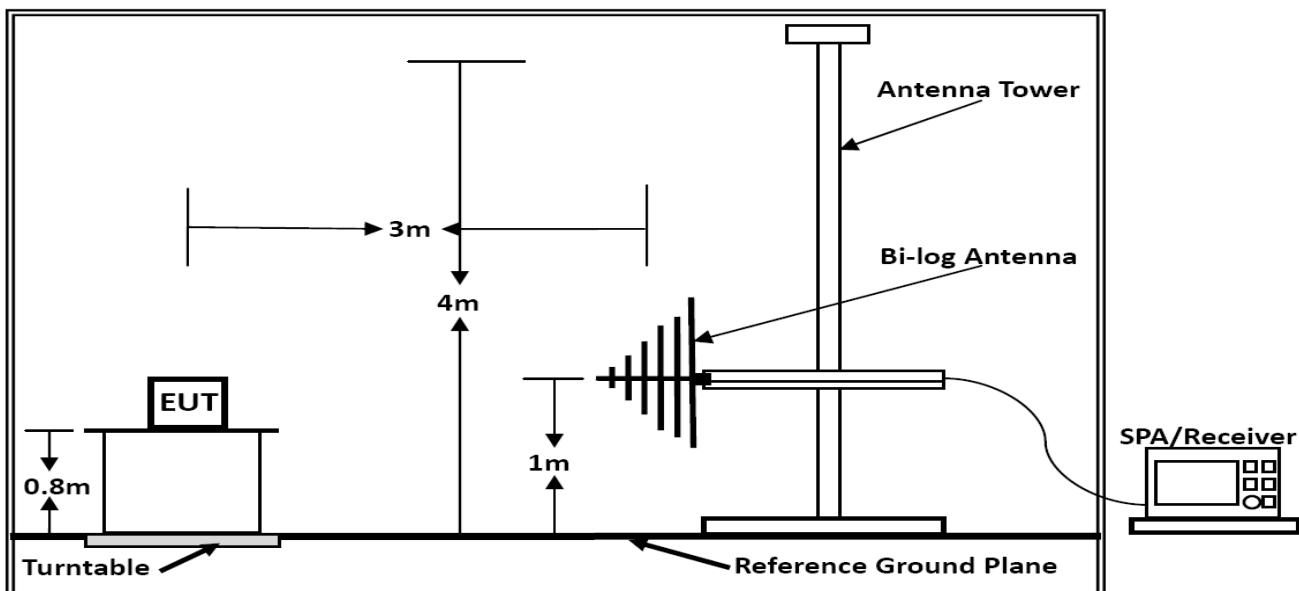 Antenna Tower
3m
Bi-log Antenna
4m
EUT
SPA/Receiver
1m
0.8m
Turntable
Reference Ground Plane